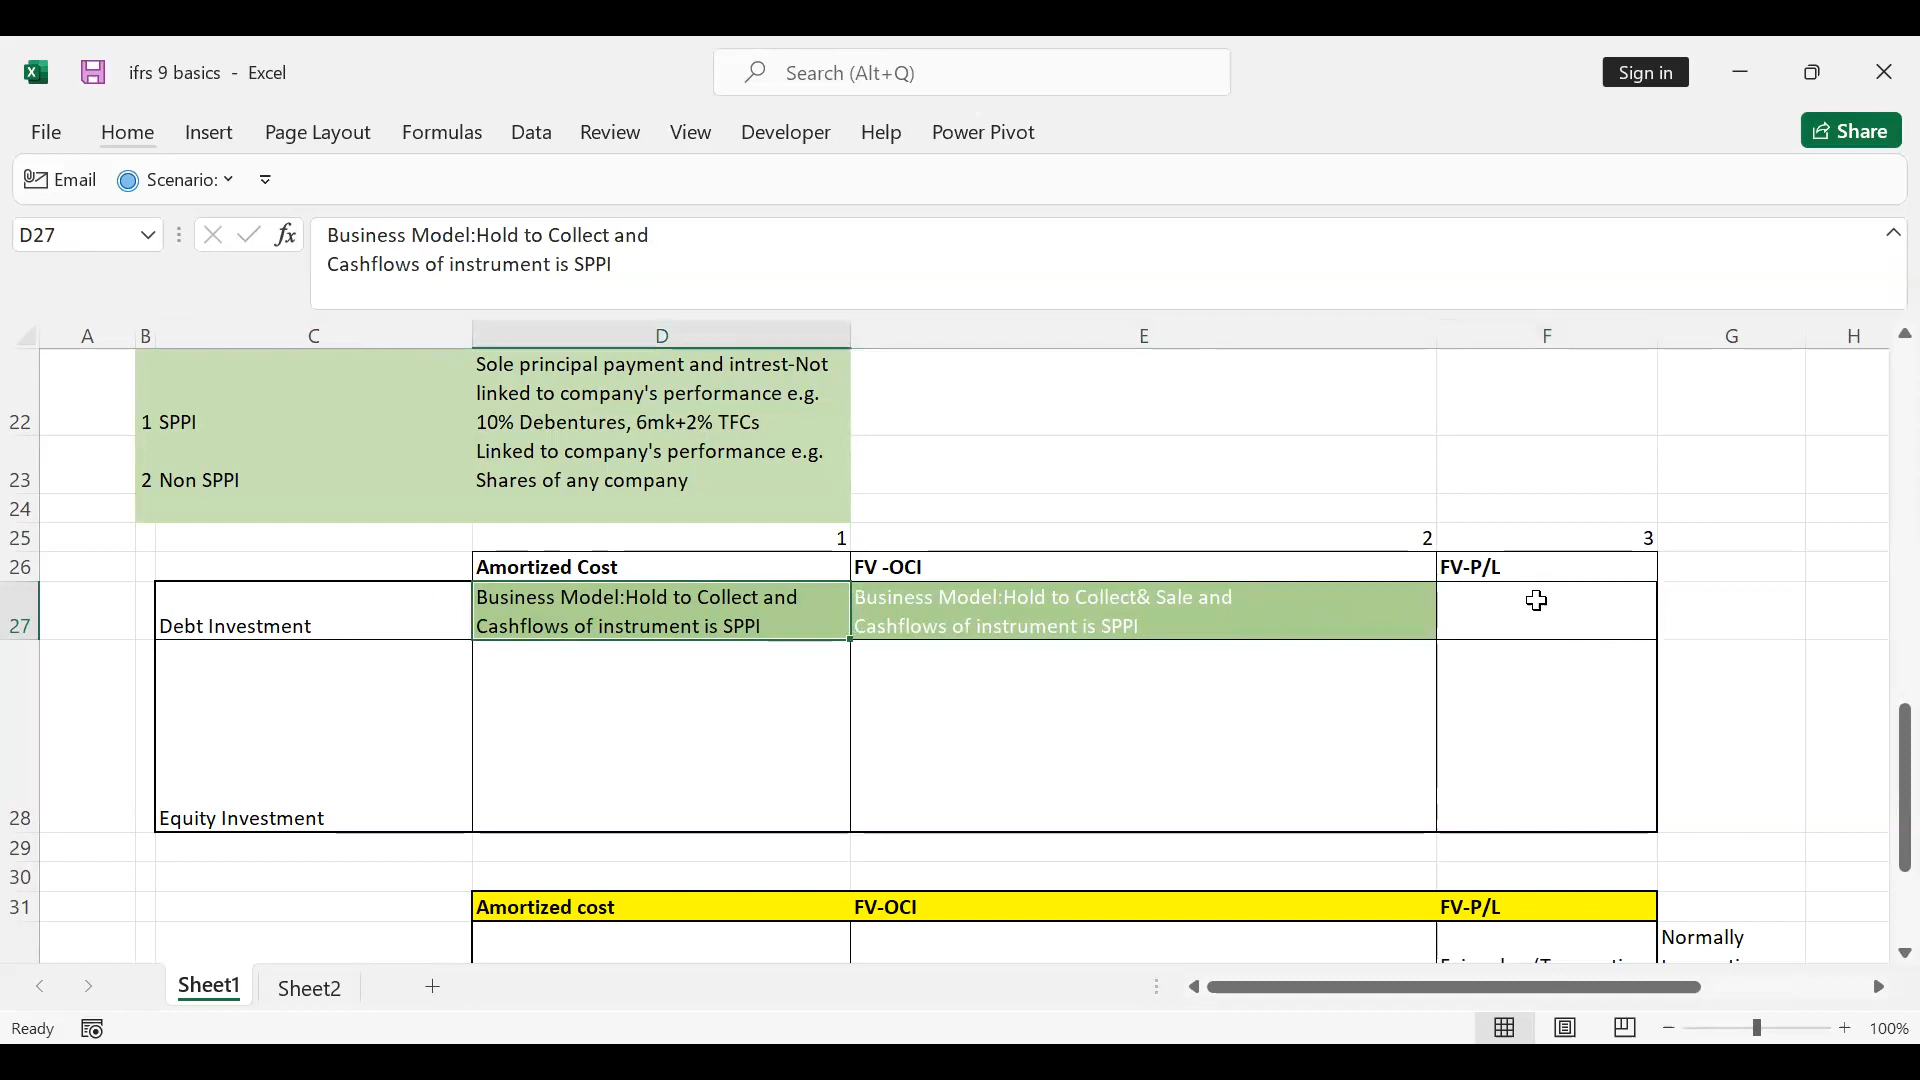 ifrs 9 basics - Excel
Search (Alt+Q)
Sign in
File Home Insert Page Layout Formulas Data Review View Developer Help Power Pivot
Share
Email Scenario:
D27
fx
Business Model:Hold to Collect and
Cashflows of instrument is SPPI
A B C D E F G H
Sole principal payment and intrest-Not
linked to company's performance e.g.
22 1 SPPI 10% Debentures, 6mk+2% TFCs
Linked to company's performance e.g.
23 2 Non SPPI Shares of any company
24
25 1 2 3
26 Amortized Cost FV -OCI FV-P/L
Business Model:Hold to Collect and Business Model:Hold to Collect& Sale and
27 Debt Investment Cashflows of instrument is SPPI Cashflows of instrument is SPPI
28 Equity Investment
29
30
31 Amortized cost FV-OCI FV-P/L
Normally
Sheet1 Sheet2
Ready
100%